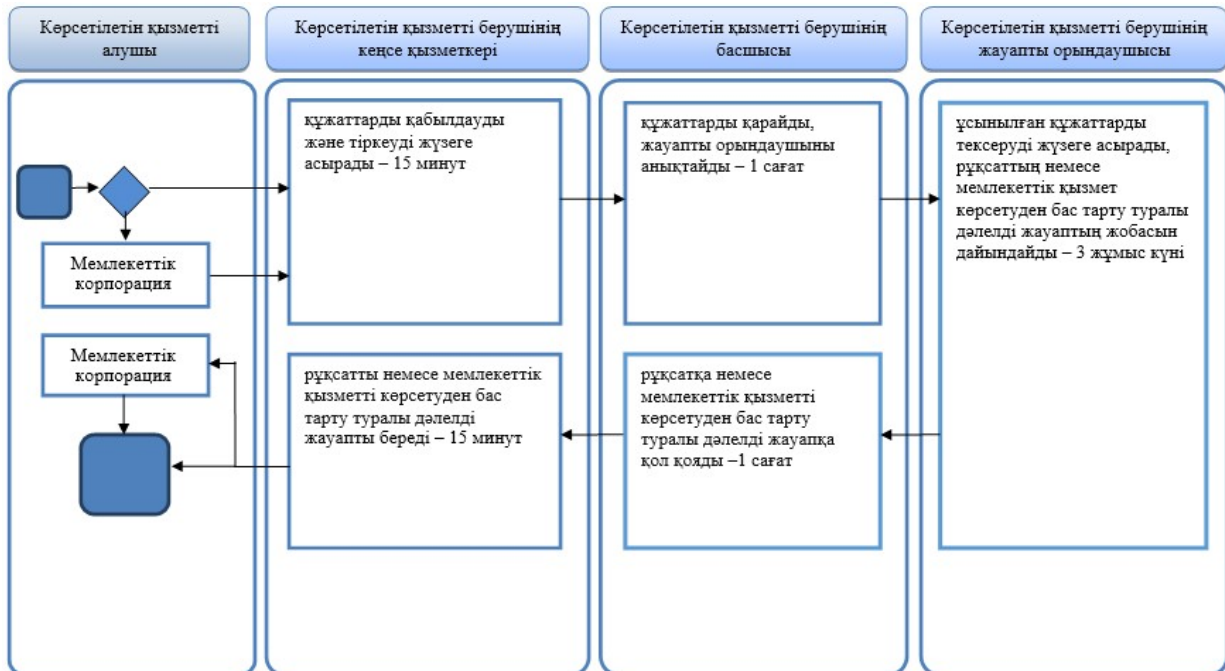 Көрсетілетін қызметті
алушы
Көрсетілетін қызметті берушінің
кеңсе қызметкері
Көрсетілетін қызметті берушінің
басшысы
Көрсетілетін қызметті берушінің
жауапты орындаушысы
құжаттарды қабылдауды
және тіркеуді жүзеге
асырады – 15 минут
құжаттарды қарайды,
жауапты орындаушыны
анықтайды – 1 сағат
ұсынылған құжаттарды
тексеруді жүзеге асырады,
рұқсаттың немесе
мемлекеттік қызмет
көрсетуден бас тарту туралы
дәлелді жауаптың жобасын
дайындайды – 3 жұмыс күні
Мемлекеттік
корпорация
Мемлекеттік
корпорация
рұқсатты немесе мемлекеттік
қызметті көрсетуден бас
тарту туралы дәлелді
жауапты береді – 15 минут
рұқсатқа немесе
мемлекеттік қызметті
көрсетуден бас тарту
туралы дәлелді жауапқа
қол қояды –1 сағат